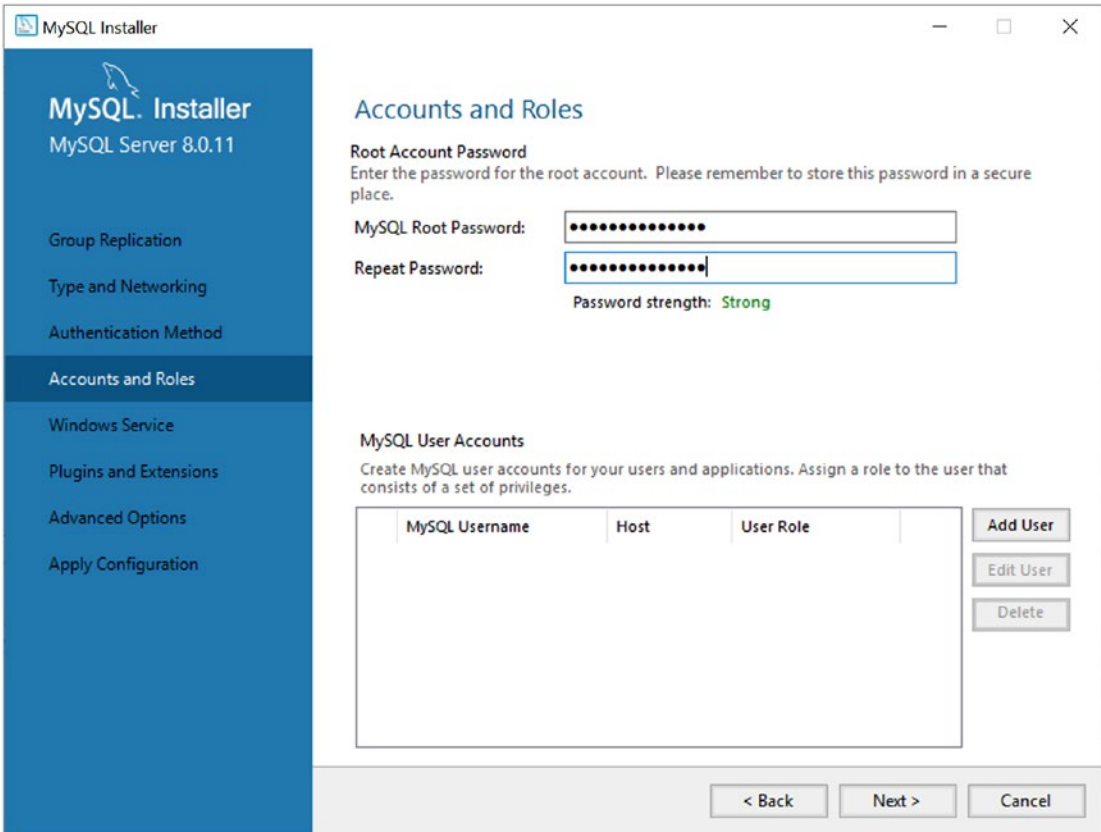 MySQL Installer
MySQL. Installer
MySQL Server 8.0.11
Group Replication
Type and Networking
Authentication Method
Accounts and Roles
Windows Service
Plugins and Extensions
Advanced Options
Apply Configuration
Accounts and Roles
Root Account Password
Enter the password for the root account. Please remember to store this password in a secure
place.
MySQL Root Password: ●●●●●●●●●●●●●●
Repeat Password: ●●●●●●●●●●●●●●
Password strength: Strong
MySQL User Accounts
Create MySQL user accounts for your users and applications. Assign a role to the user that
consists of a set of privileges.
MySQL Username Host User Role
Add User
Edit User
Delete
< Back Next > Cancel